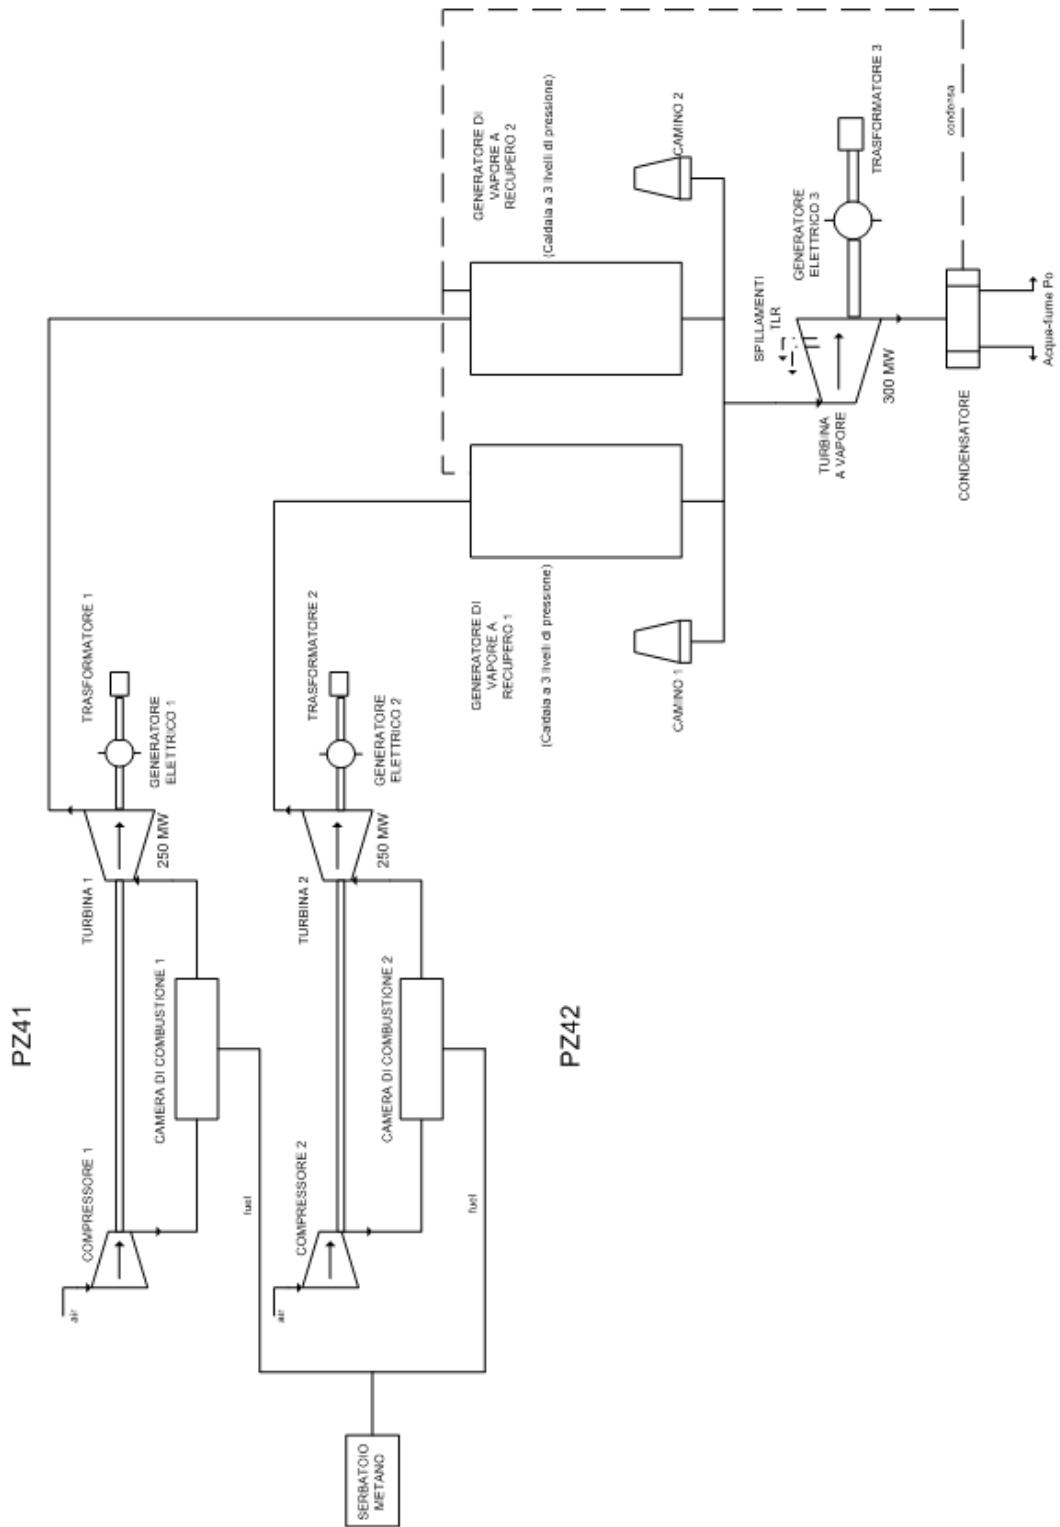 PZ41
air
COMPRESSORE 1
CAMERA DI COMBUSTIONE 1
TURBINA 1
250 MW
GENERATORE
ELETTRICO 1
TRASFORMATORE 1
fuel
air
COMPRESSORE 2
CAMERA DI COMBUSTIONE 2
TURBINA 2
250 MW
GENERATORE
ELETTRICO 2
TRASFORMATORE 2
fuel
SERBATOIO
METANO
PZ42
GENERATORE DI
VAPORE A
RECUPERO 1
(Caldaia a 3 livelli di pressione)
GENERATORE DI
VAPORE A
RECUPERO 2
(Caldaia a 3 livelli di pressione)
CAMINO 1
CAMINO 2
SPILLAMENTI
TLR
TURBINA
A VAPORE
300 MW
GENERATORE
ELETTRICO 3
TRASFORMATORE 3
condensa
CONDENSATORE
Acqua-fiume Po